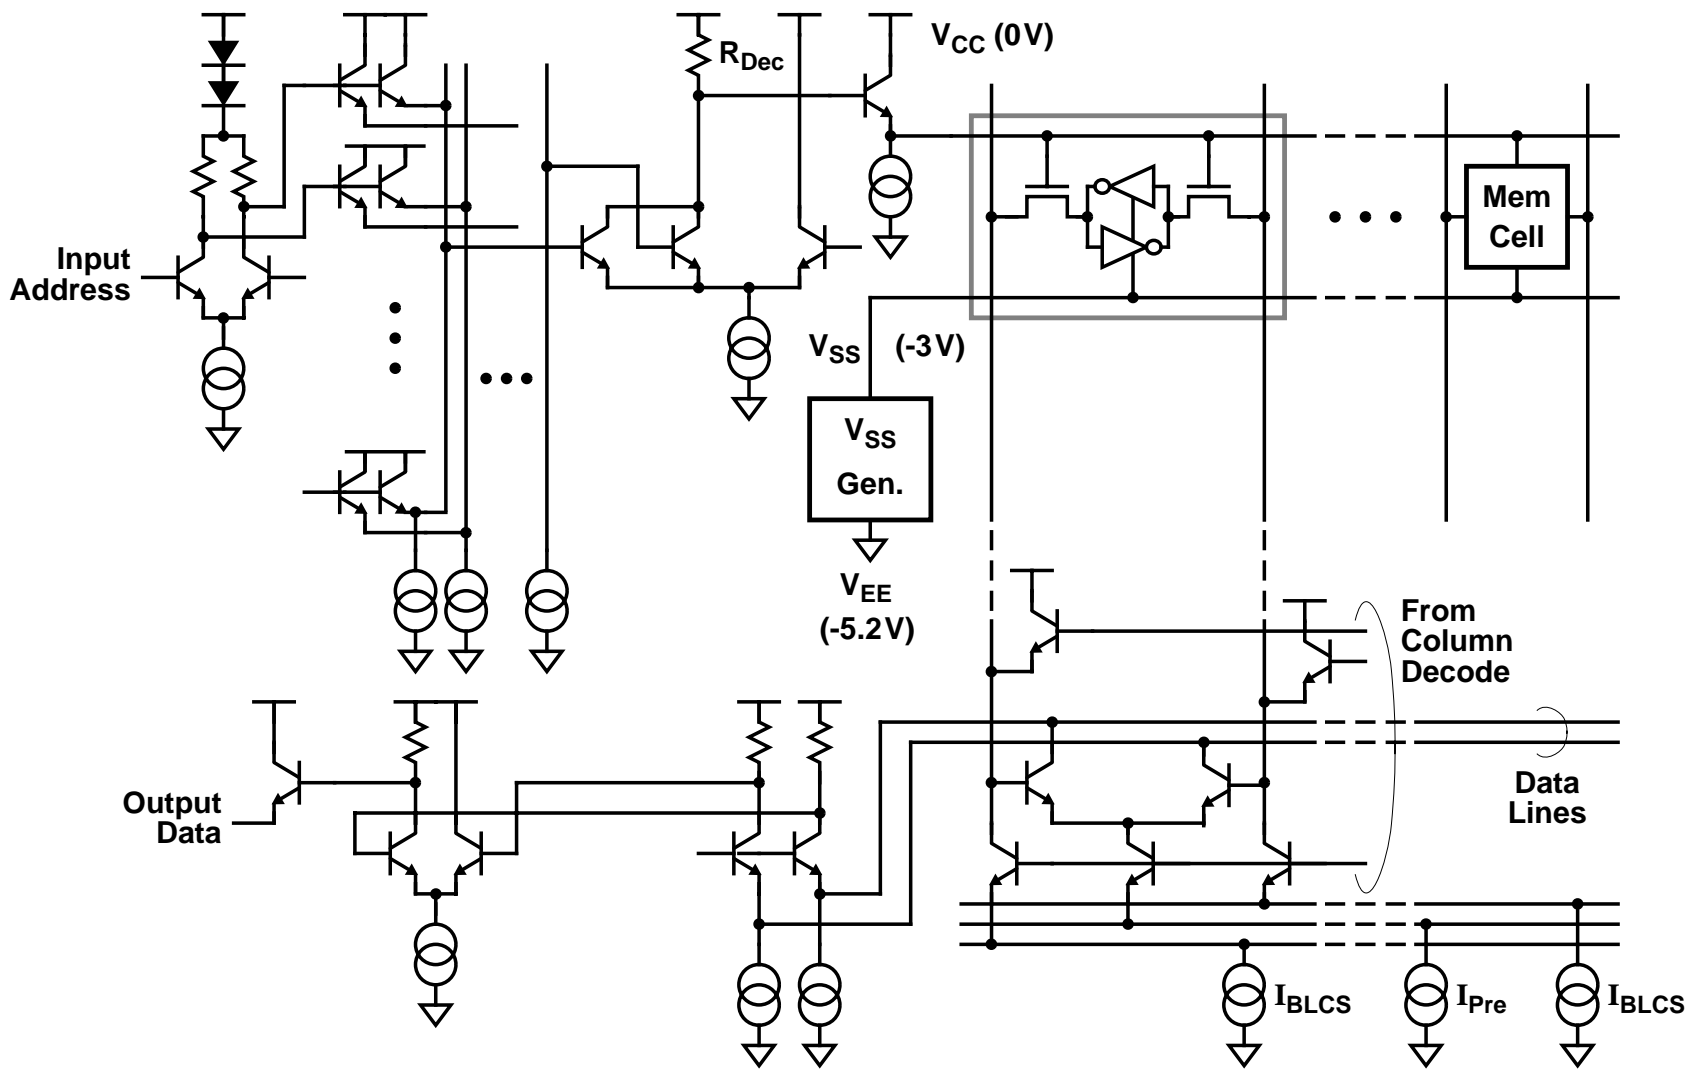 V_CC (0V)
R_Dec
Mem
Cell
Input
Address
V_SS (-3V)
V_SS
Gen.
V_EE
(-5.2V)
From
Column
Decode
Output
Data
Data
Lines
I_BLCS
I_Pre
I_BLCS